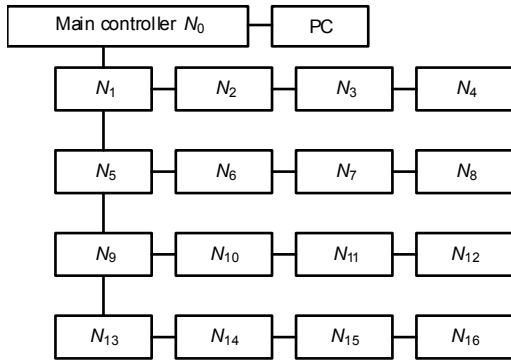 Main controller N0 PC
N1 N2 N3 N4
N5 N6 N7 N8
N9 N10 N11 N12
N13 N14 N15 N16